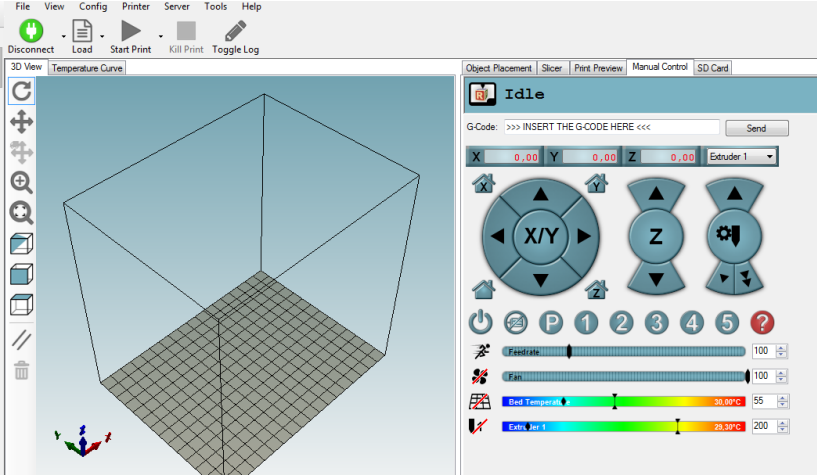 File View Config Printer Server Tools Help
Disconnect Load Start Print Kill Print Toggle Log
3D View Temperature Curve
Object Placement Slicer Print Preview Manual Control SD Card
R Idle
G-Code: >>> INSERT THE G-CODE HERE <<< Send
X 0,00 Y 0,00 Z 0,00 Extruder 1
X Y
X/Y Z
Z
P 1 2 3 4 5 ?
Feedrate 100
Fan 100
Bed Temperature 30,00°C 55
Extruder 1 29,30°C 200
Y Z X